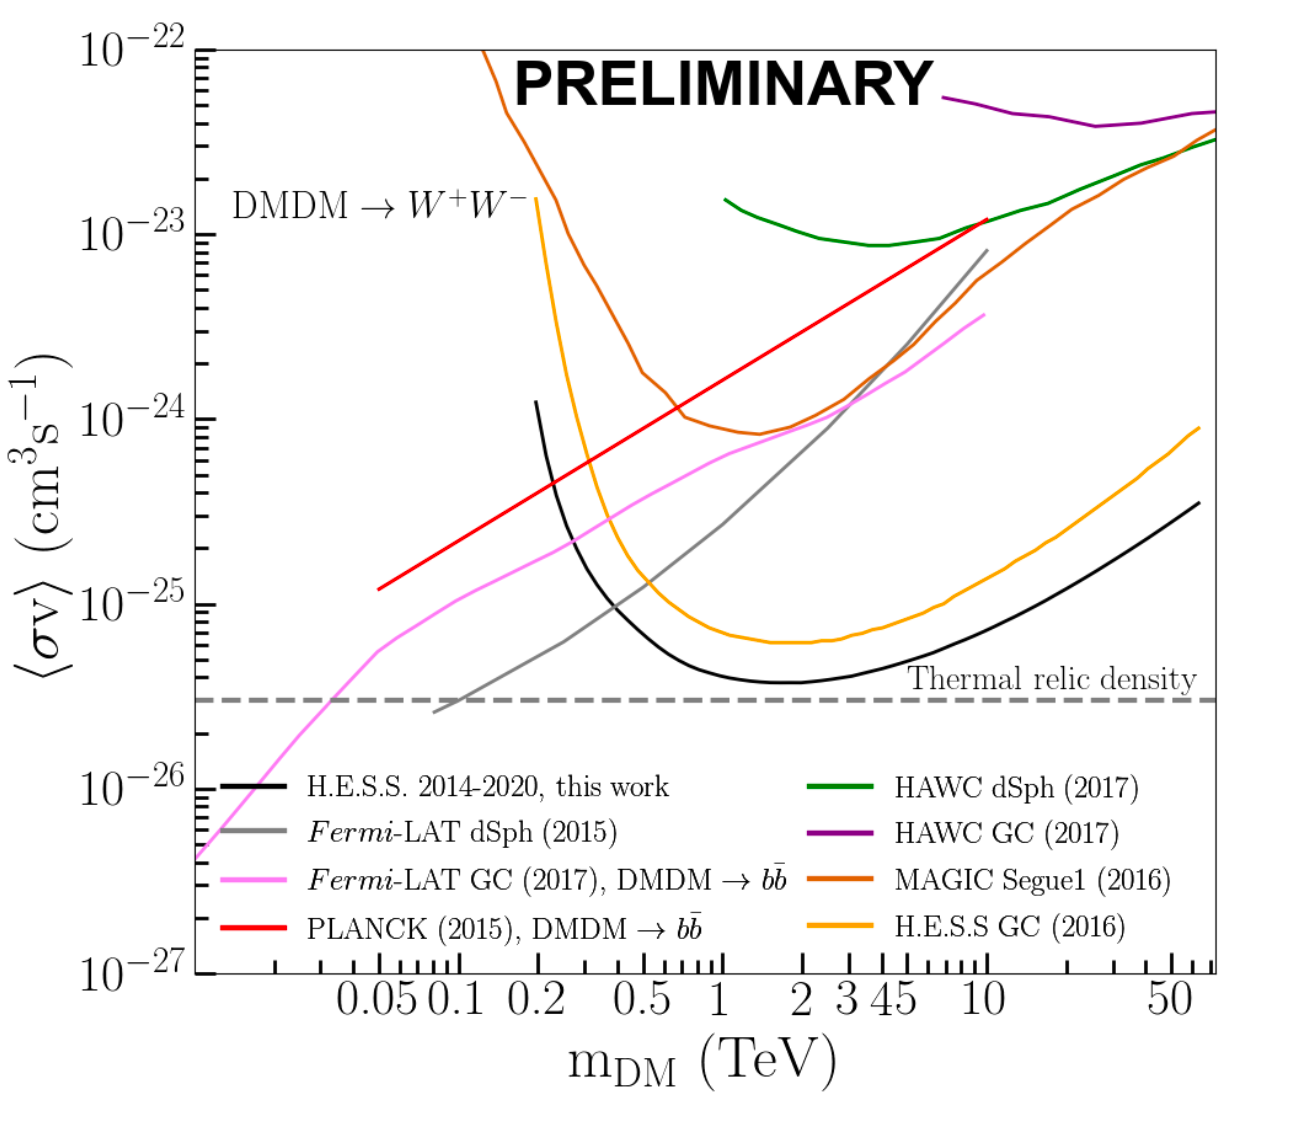 PRELIMINARY
DMDM → W⁺W⁻
10⁻²²
10⁻²³
10⁻²⁴
10⁻²⁵
10⁻²⁶
10⁻²⁷
⟨σv⟩ (cm³s⁻¹)
Thermal relic density
H.E.S.S. 2014-2020, this work
Fermi-LAT dSph (2015)
Fermi-LAT GC (2017), DMDM → bb̄
PLANCK (2015), DMDM → bb̄
HAWC dSph (2017)
HAWC GC (2017)
MAGIC Segue1 (2016)
H.E.S.S GC (2016)
0.05 0.1 0.2 0.5 1 2 3 4 5 10 50
m_DM (TeV)